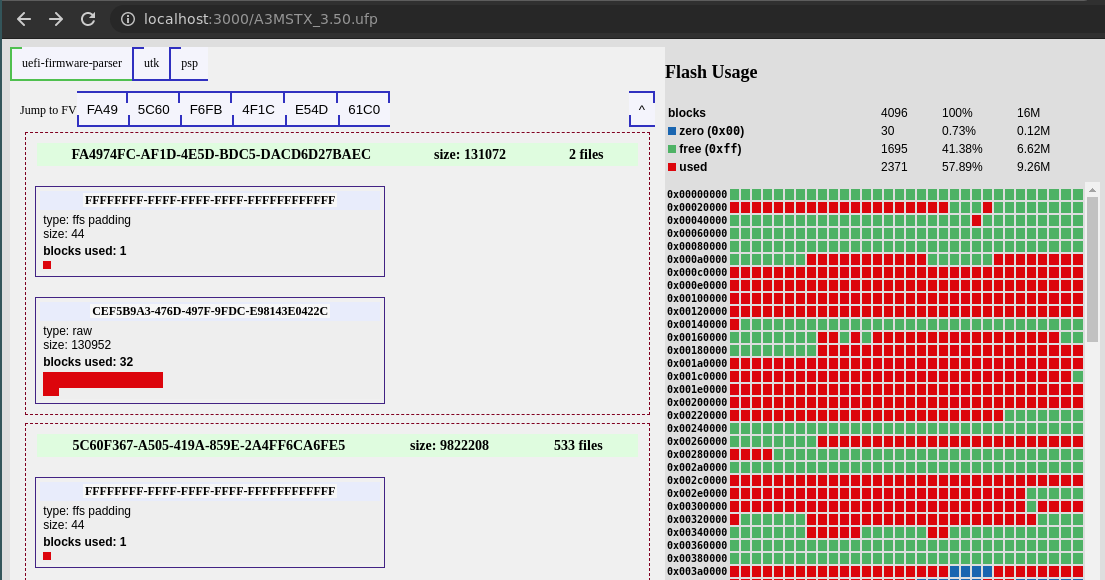 localhost:3000/A3MSTX_3.50.ufp
uefi-firmware-parser utk psp
Jump to FV FA49 5C60 F6FB 4F1C E54D 61C0 ^
FA4974FC-AF1D-4E5D-BDC5-DACD6D27BAEC size: 131072 2 files
FFFFFFFF-FFFF-FFFF-FFFF-FFFFFFFFFFFF
type: ffs padding
size: 44
blocks used: 1
CEF5B9A3-476D-497F-9FDC-E98143E0422C
type: raw
size: 130952
blocks used: 32
5C60F367-A505-419A-859E-2A4FF6CA6FE5 size: 9822208 533 files
FFFFFFFF-FFFF-FFFF-FFFF-FFFFFFFFFFFF
type: ffs padding
size: 44
blocks used: 1
Flash Usage
blocks 4096 100% 16M
zero (0x00) 30 0.73% 0.12M
free (0xff) 1695 41.38% 6.62M
used 2371 57.89% 9.26M
0x00000000
0x00020000
0x00040000
0x00060000
0x00080000
0x000a0000
0x000c0000
0x000e0000
0x00100000
0x00120000
0x00140000
0x00160000
0x00180000
0x001a0000
0x001c0000
0x001e0000
0x00200000
0x00220000
0x00240000
0x00260000
0x00280000
0x002a0000
0x002c0000
0x002e0000
0x00300000
0x00320000
0x00340000
0x00360000
0x00380000
0x003a0000